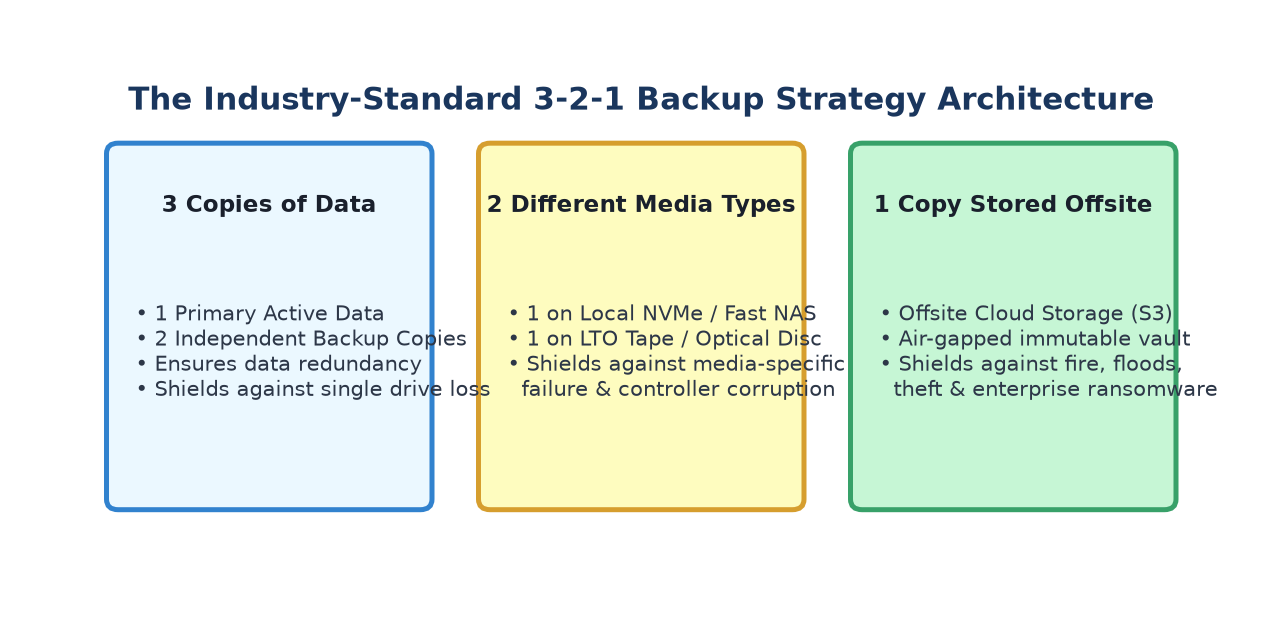 The Industry-Standard 3-2-1 Backup Strategy Architecture
3 Copies of Data
• 1 Primary Active Data
• 2 Independent Backup Copies
• Ensures data redundancy
• Shields against single drive loss
2 Different Media Types
• 1 on Local NVMe / Fast NAS
• 1 on LTO Tape / Optical Disc
• Shields against media-specific
failure & controller corruption
1 Copy Stored Offsite
• Offsite Cloud Storage (S3)
• Air-gapped immutable vault
• Shields against fire, floods,
theft & enterprise ransomware